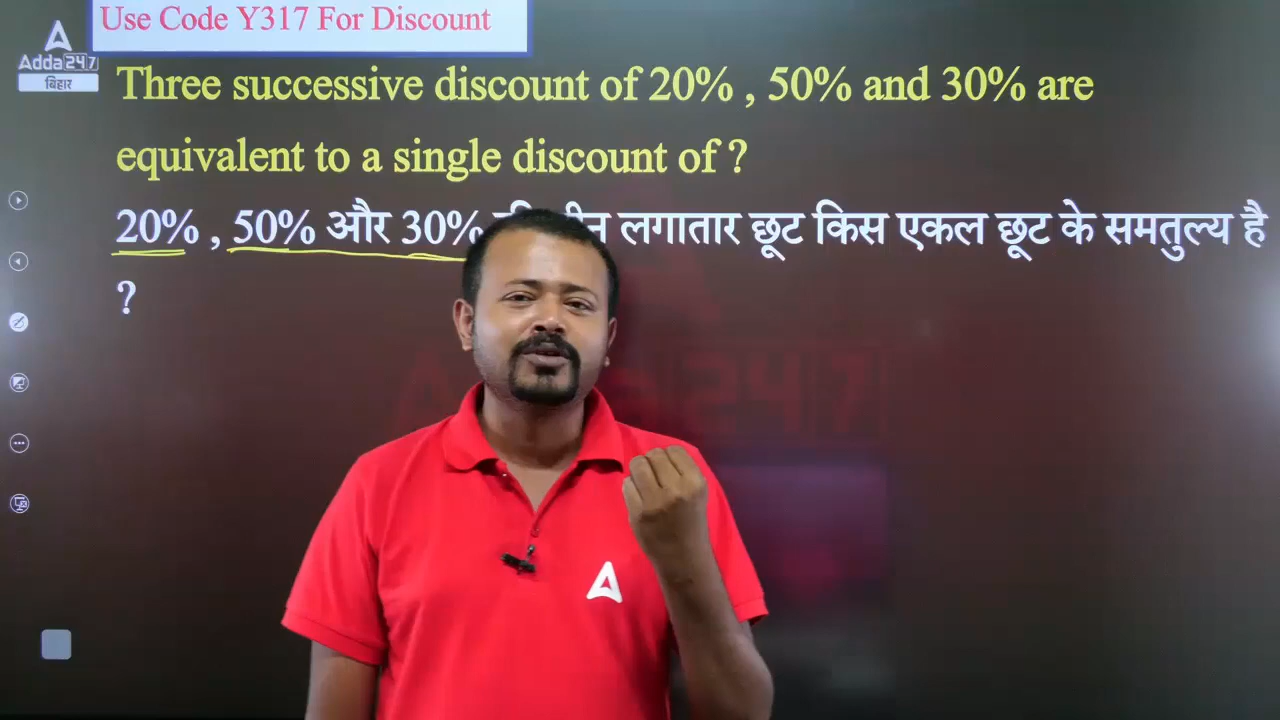 Use Code Y317 For Discount
Adda247
बिहार
Three successive discount of 20% , 50% and 30% are
equivalent to a single discount of ?
20% , 50% और 30% लगातार छूट किस एकल छूट के समतुल्य है
?
Adda247